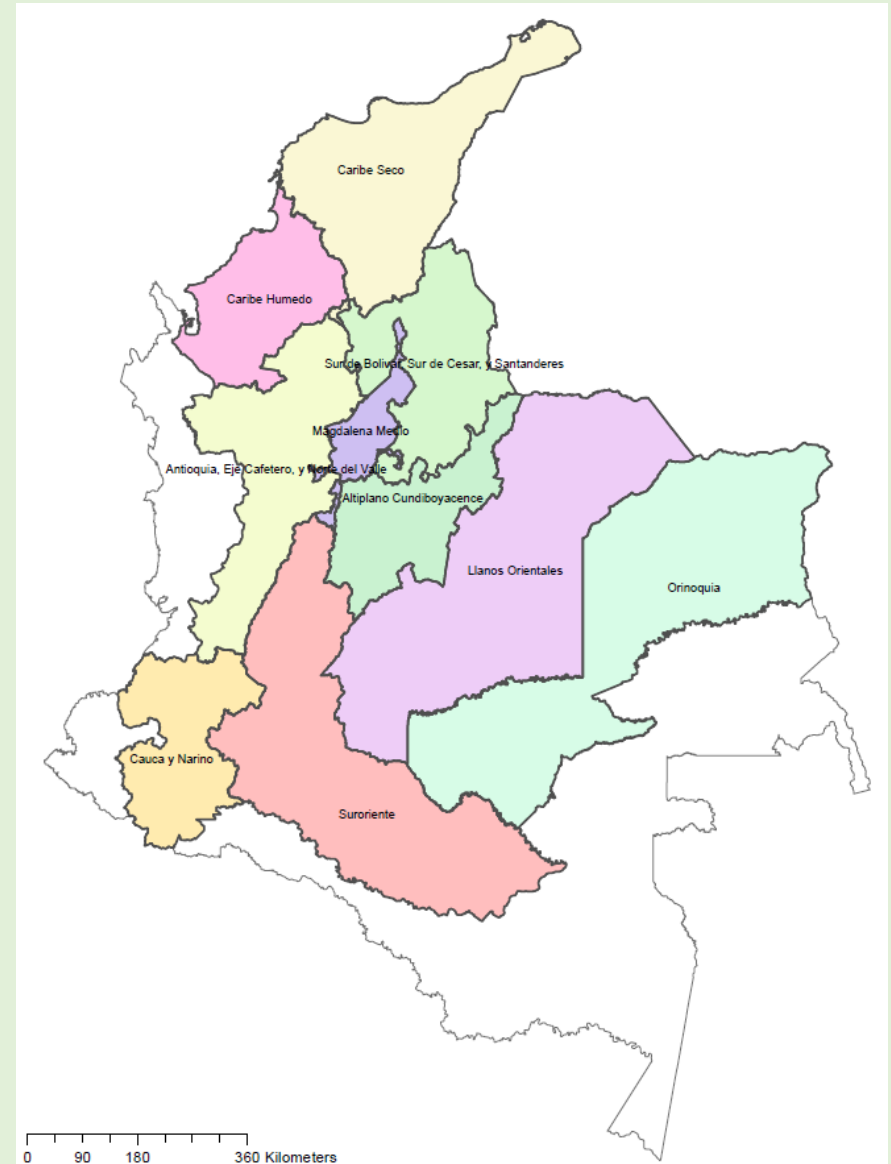 Caribe Seco
Caribe Humedo
Sur de Bolivar, Sur de Cesar, y Santanderes
Magdalena Medio
Antioquia, Eje Cafetero, y Norte del Valle
Altiplano Cundiboyacence
Llanos Orientales
Orinoquia
Cauca y Narino
Suroriente
0 90 180 360 Kilometers